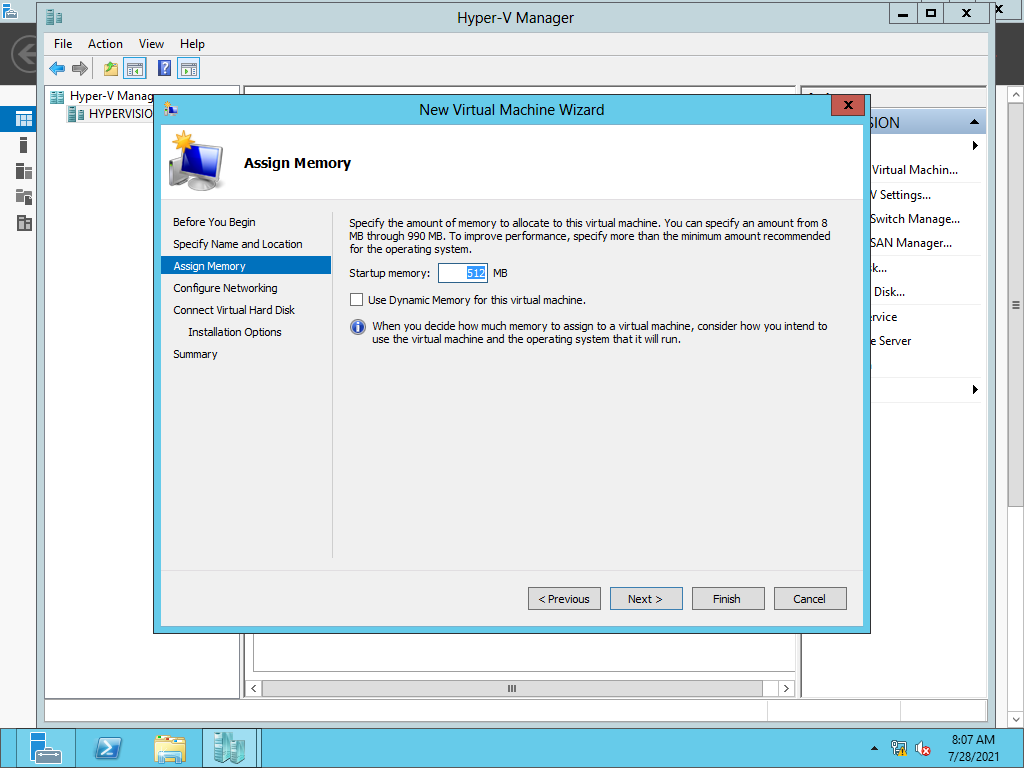 Hyper-V Manager
File Action View Help
Hyper-V Manag
HYPERVISIO
New Virtual Machine Wizard
Assign Memory
Before You Begin
Specify Name and Location
Assign Memory
Configure Networking
Connect Virtual Hard Disk
Installation Options
Summary
Specify the amount of memory to allocate to this virtual machine. You can specify an amount from 8
MB through 990 MB. To improve performance, specify more than the minimum amount recommended
for the operating system.
Startup memory: 512 MB
Use Dynamic Memory for this virtual machine.
When you decide how much memory to assign to a virtual machine, consider how you intend to
use the virtual machine and the operating system that it will run.
< Previous Next > Finish Cancel
SION
Virtual Machin...
V Settings...
Switch Manage...
SAN Manager...
sk...
Disk...
ervice
e Server
8:07 AM
7/28/2021